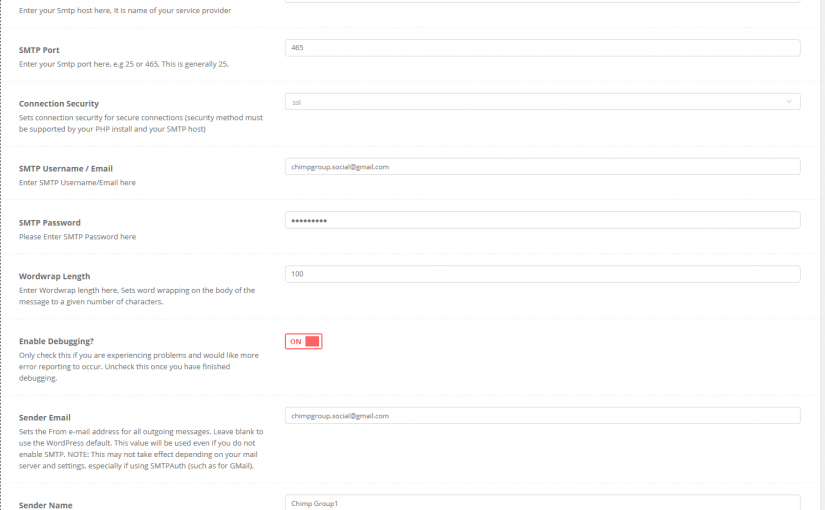 Enter your Smtp host here, It is name of your service provider
SMTP Port
465
Enter your Smtp port here, e.g 25 or 465, This is generally 25.
Connection Security
ssl
Sets connection security for secure connections (security method must
be supported by your PHP install and your SMTP host)
SMTP Username / Email
chimpgroup.social@gmail.com
Enter SMTP Username/Email here
SMTP Password
•••••••••
Please Enter SMTP Password here
Wordwrap Length
100
Enter Wordwrap length here, Sets word wrapping on the body of the
message to a given number of characters.
Enable Debugging?
ON
Only check this if you are experiencing problems and would like more
error reporting to occur. Uncheck this once you have finished
debugging.
Sender Email
chimpgroup.social@gmail.com
Sets the From e-mail address for all outgoing messages. Leave blank to
use the WordPress default. This value will be used even if you do not
enable SMTP. NOTE: This may not take effect depending on your mail
server and settings, especially if using SMTPAuth (such as for GMail).
Sender Name
Chimp Group1